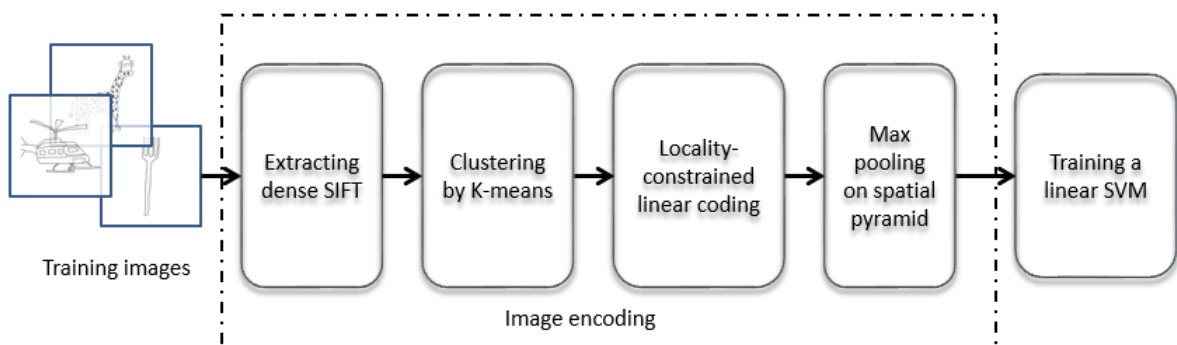 Training images
Extracting
dense SIFT
Clustering
by K-means
Locality-
constrained
linear coding
Max
pooling
on spatial
pyramid
Training a
linear SVM
Image encoding